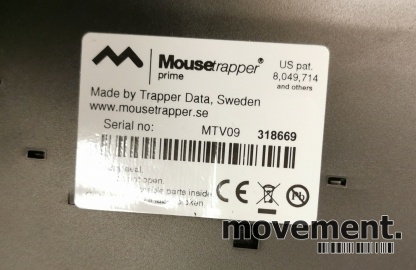 Mousetrapper®
prime
US pat.
8,049,714
and others
Made by Trapper Data, Sweden
www.mousetrapper.se
Serial no: MTV09 318669
CE
movement.